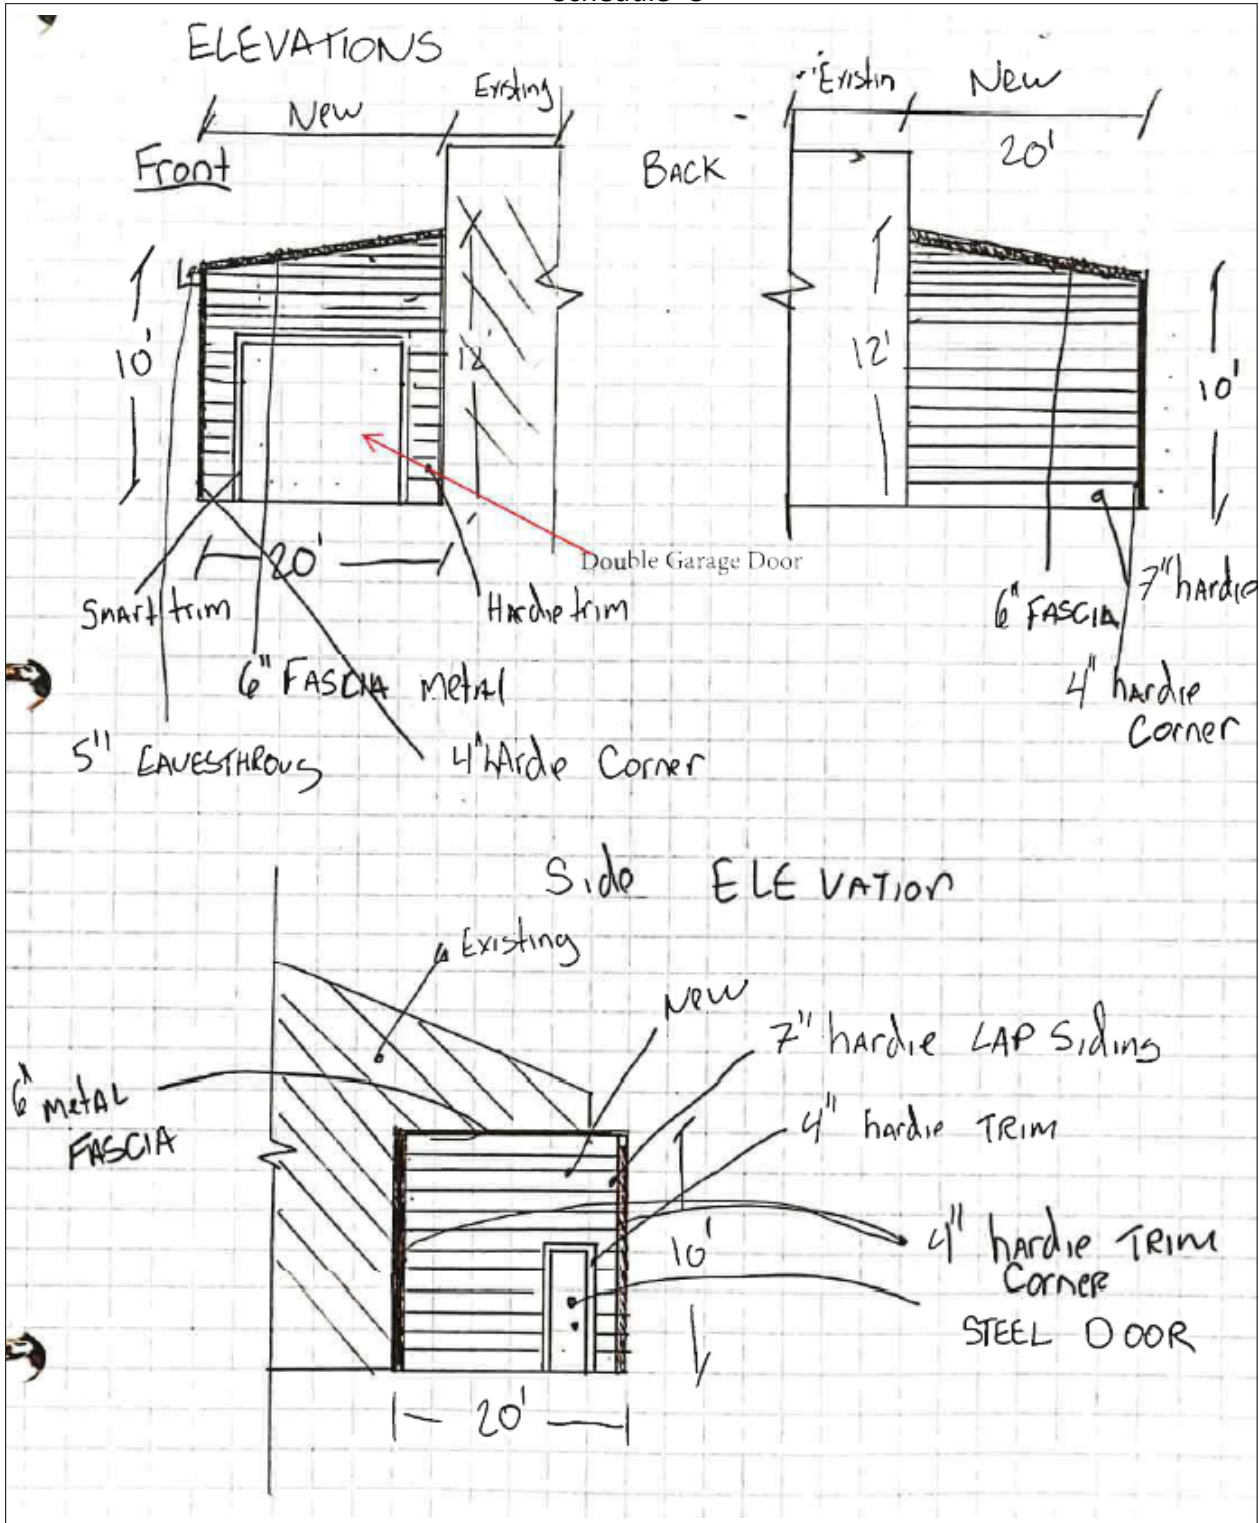 ELEVATIONS
New
Existing
Front
10'
12'
20'
Double Garage Door
Smart trim
Hardie trim
6" FASCIA metAl
5" EAVESTHROUG
4" hArdie Corner
BACK
Existin
New
20'
12'
10'
6" FASCIA
7" hardie
4" hardie
Corner
Side ELEVATION
Existing
New
7" hardie LAP Siding
4" hardie TRIM
6" metAL
FASCIA
10'
4" hardie TRIM
Corner
STEEL DOOR
20'